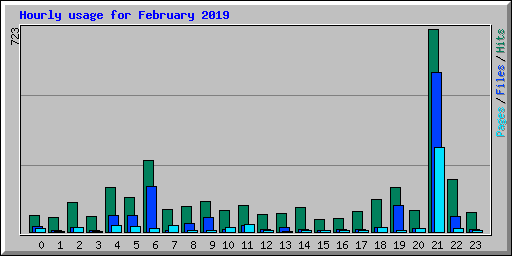 Hourly usage for February 2019
723
Pages/Files/Hits
0 1 2 3 4 5 6 7 8 9 10 11 12 13 14 15 16 17 18 19 20 21 22 23